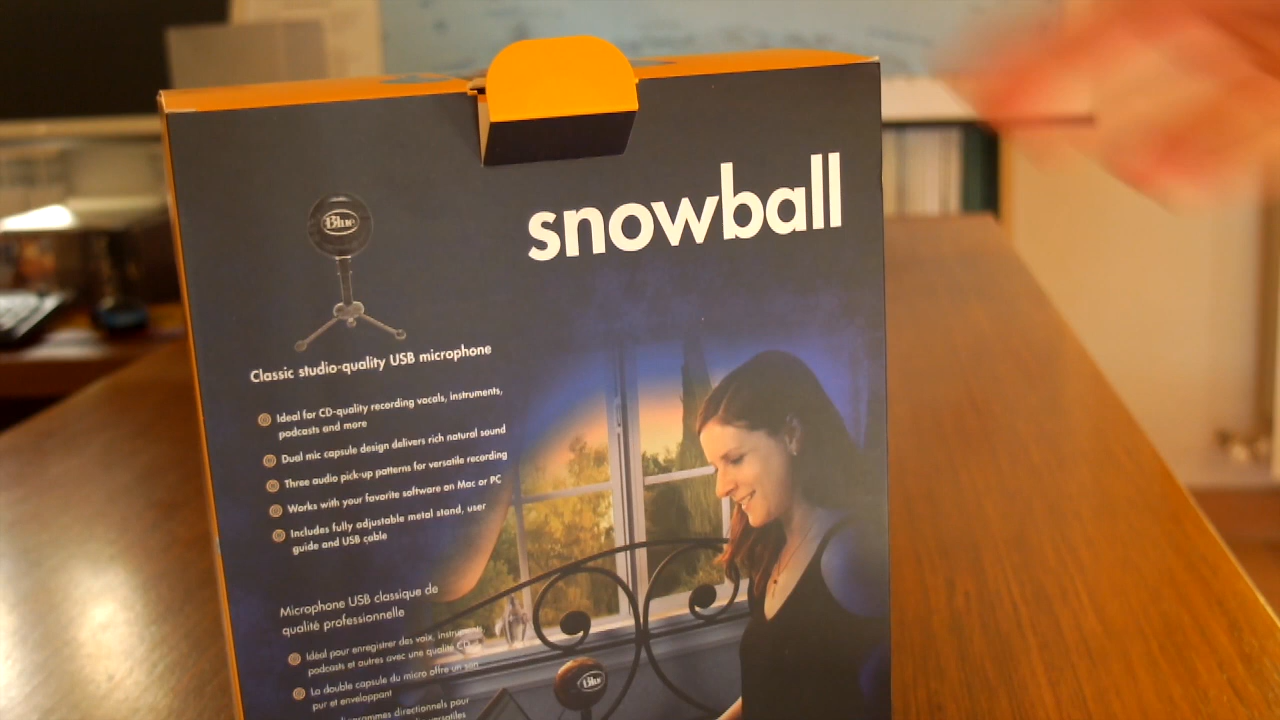 snowball
Blue
Classic studio-quality USB microphone
Ideal for CD-quality recording vocals, instruments,
podcasts and more
Dual mic capsule design delivers rich natural sound
Three audio pick-up patterns for versatile recording
Works with your favorite software on Mac or PC
Includes fully adjustable metal stand, user
guide and USB cable
Microphone USB classique de
qualité professionnelle
Idéal pour enregistrer des voix,
podcasts et autres avec une qualité CD
La double capsule du micro offre un son
pur et enveloppant
directionnels pour
Blue